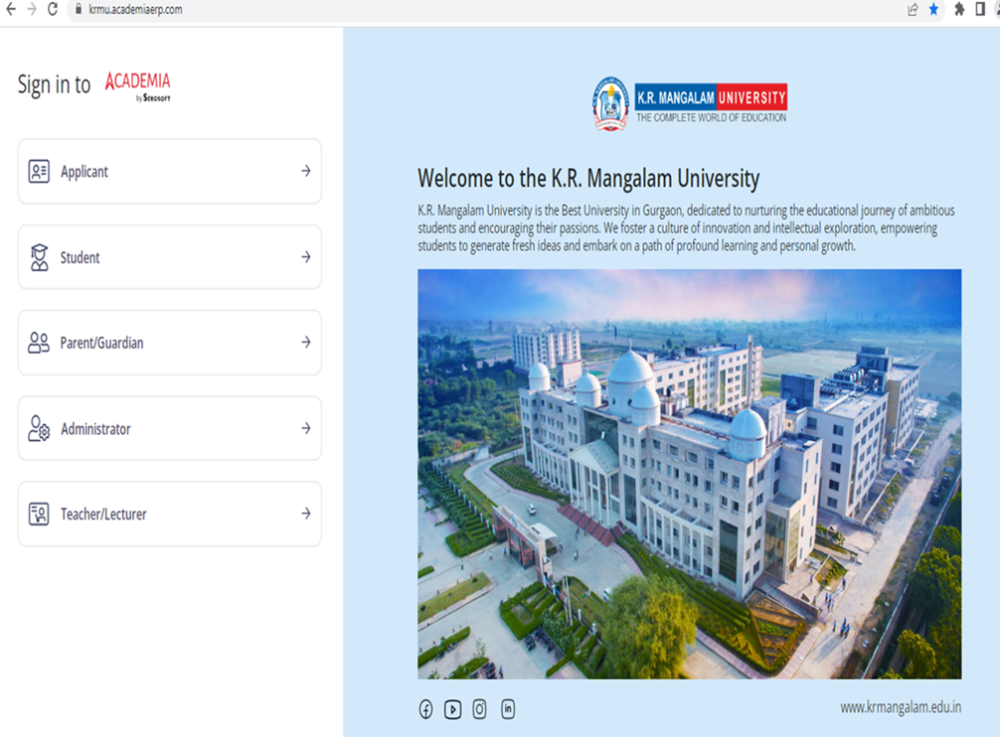 krmu.academiaerp.com
Sign in to ACADEMIA
by SEROSOFT
Applicant
Student
Parent/Guardian
Administrator
Teacher/Lecturer
K.R. MANGALAM UNIVERSITY
THE COMPLETE WORLD OF EDUCATION
Welcome to the K.R. Mangalam University
K.R. Mangalam University is the Best University in Gurgaon, dedicated to nurturing the educational journey of ambitious
students and encouraging their passions. We foster a culture of innovation and intellectual exploration, empowering
students to generate fresh ideas and embark on a path of profound learning and personal growth.
www.krmangalam.edu.in